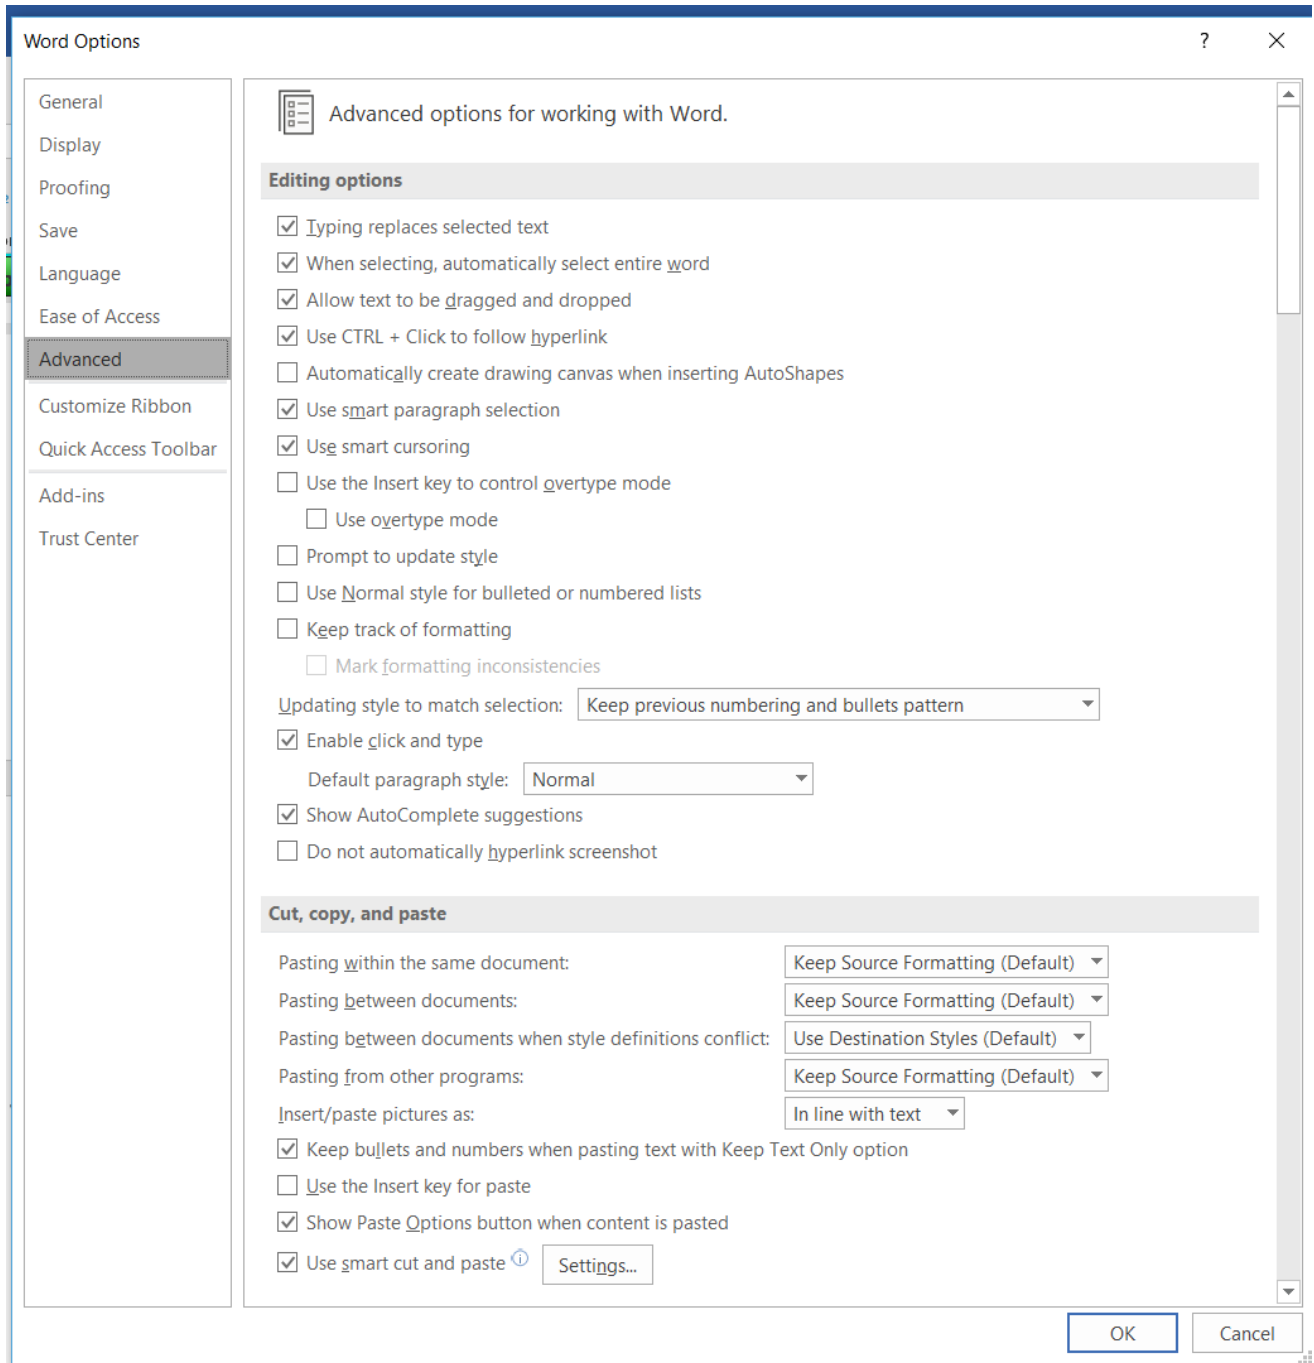 Word Options
?
General
Display
Proofing
Save
Language
Ease of Access
Advanced
Customize Ribbon
Quick Access Toolbar
Add-ins
Trust Center
Advanced options for working with Word.
Editing options
Typing replaces selected text
When selecting, automatically select entire word
Allow text to be dragged and dropped
Use CTRL + Click to follow hyperlink
Automatically create drawing canvas when inserting AutoShapes
Use smart paragraph selection
Use smart cursoring
Use the Insert key to control overtype mode
Use overtype mode
Prompt to update style
Use Normal style for bulleted or numbered lists
Keep track of formatting
Mark formatting inconsistencies
Updating style to match selection: Keep previous numbering and bullets pattern
Enable click and type
Default paragraph style: Normal
Show AutoComplete suggestions
Do not automatically hyperlink screenshot
Cut, copy, and paste
Pasting within the same document: Keep Source Formatting (Default)
Pasting between documents: Keep Source Formatting (Default)
Pasting between documents when style definitions conflict: Use Destination Styles (Default)
Pasting from other programs: Keep Source Formatting (Default)
Insert/paste pictures as: In line with text
Keep bullets and numbers when pasting text with Keep Text Only option
Use the Insert key for paste
Show Paste Options button when content is pasted
Use smart cut and paste Settings...
OK Cancel